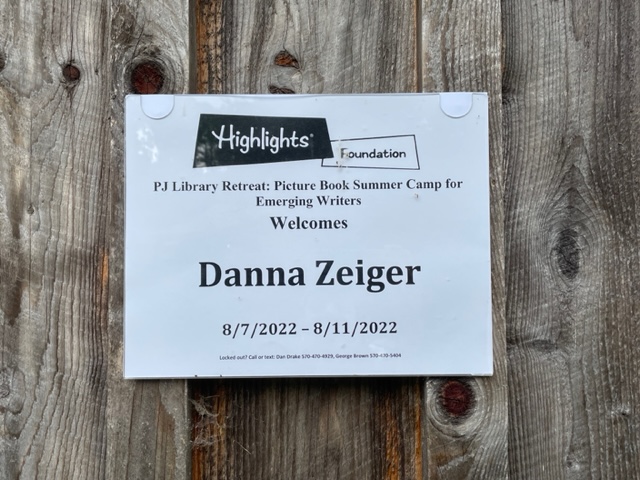 Highlights®
Foundation
PJ Library Retreat: Picture Book Summer Camp for
Emerging Writers
Welcomes
Danna Zeiger
8/7/2022 – 8/11/2022
Locked out? Call or text: Dan Drake 570-470-4929, George Brown 570-470-5404